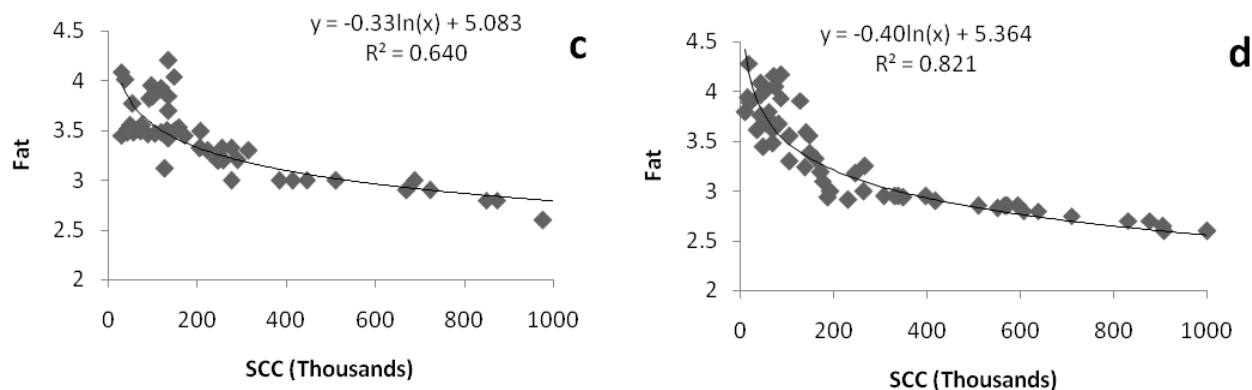 y = -0.33ln(x) + 5.083
R² = 0.640
c
4.5
4
3.5
3
2.5
2
Fat
0 200 400 600 800 1000
SCC (Thousands)
y = -0.40ln(x) + 5.364
R² = 0.821
d
4.5
4
3.5
3
2.5
2
Fat
0 200 400 600 800 1000
SCC (Thousands)